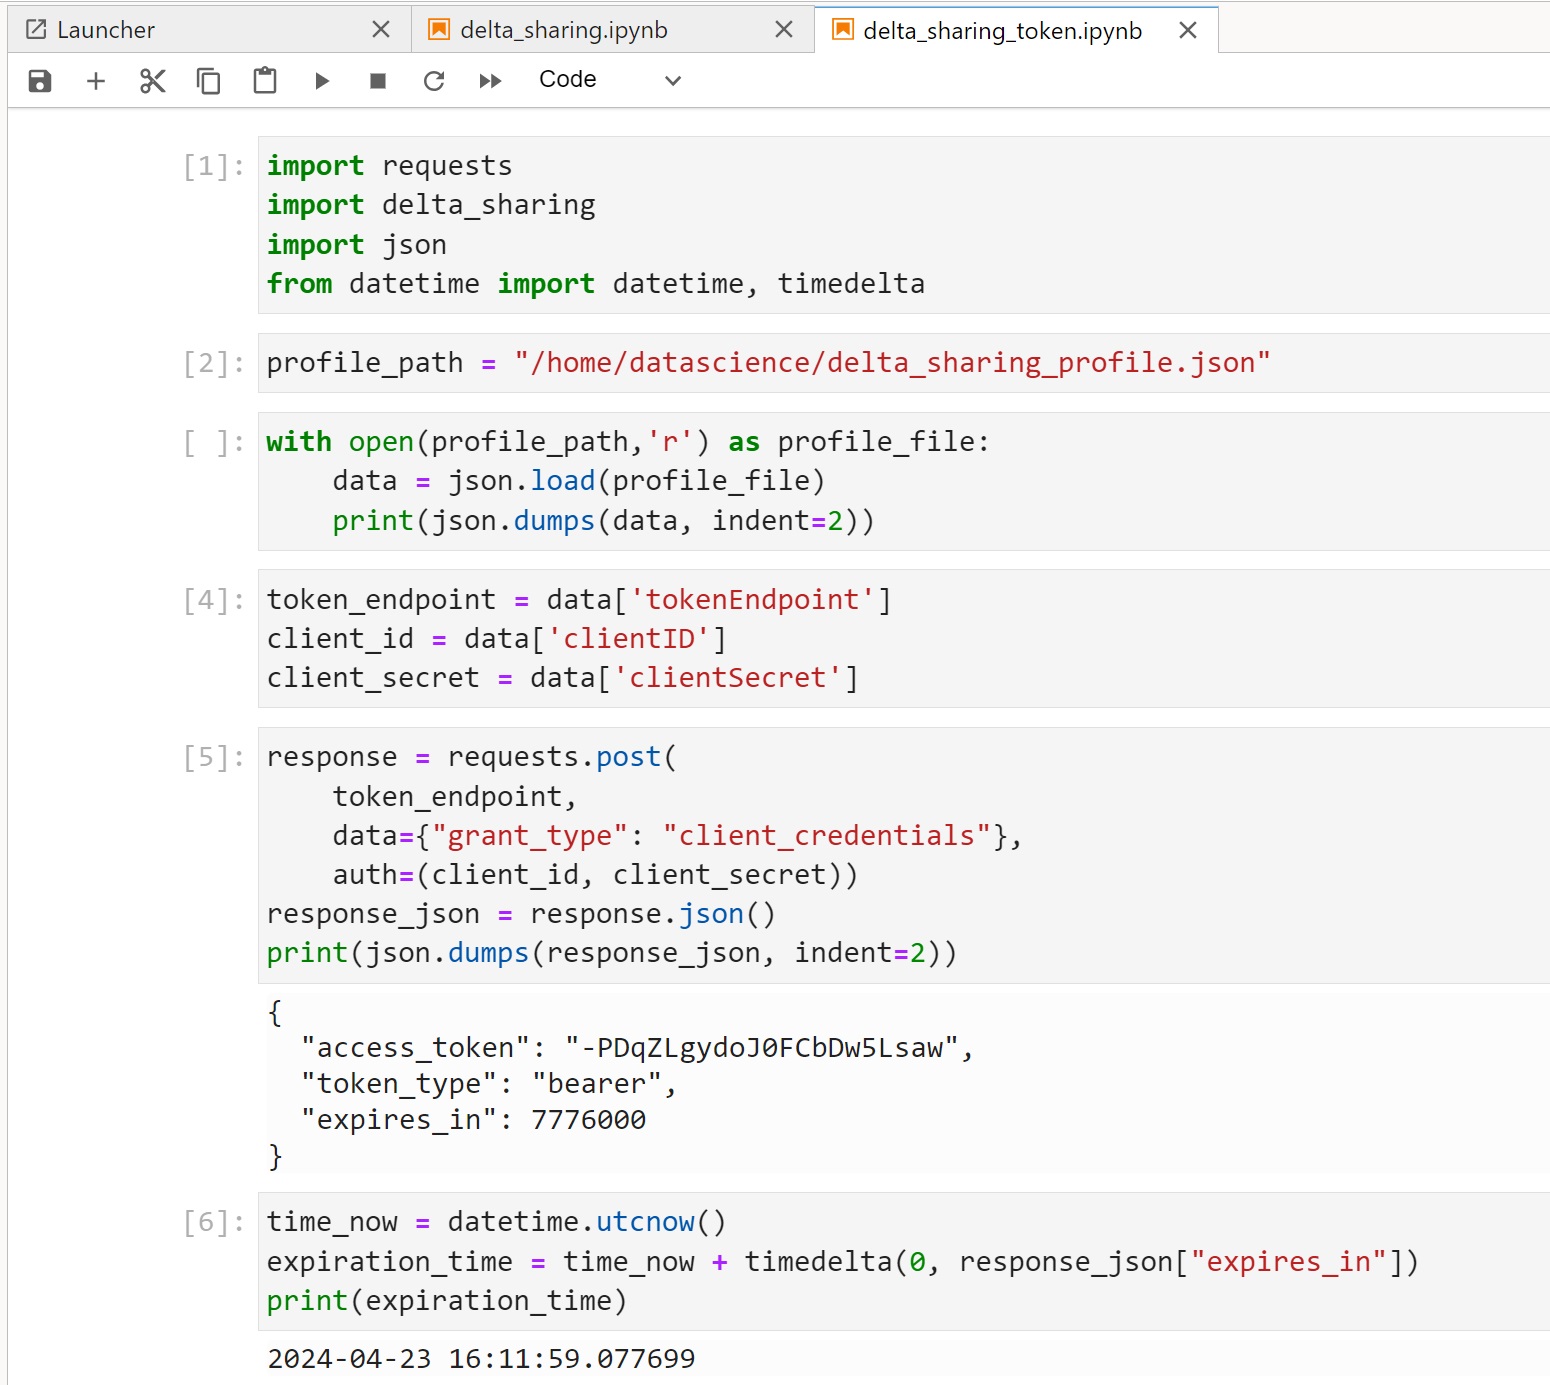 Launcher
delta_sharing.ipynb
delta_sharing_token.ipynb
Code
[1]:
import requests
import delta_sharing
import json
from datetime import datetime, timedelta
[2]:
profile_path = "/home/datascience/delta_sharing_profile.json"
[ ]:
with open(profile_path,'r') as profile_file:
    data = json.load(profile_file)
    print(json.dumps(data, indent=2))
[4]:
token_endpoint = data['tokenEndpoint']
client_id = data['clientID']
client_secret = data['clientSecret']
[5]:
response = requests.post(
    token_endpoint,
    data={"grant_type": "client_credentials"},
    auth=(client_id, client_secret))
response_json = response.json()
print(json.dumps(response_json, indent=2))
{
  "access_token": "-PDqZLgydoJ0FCbDw5Lsaw",
  "token_type": "bearer",
  "expires_in": 7776000
}
[6]:
time_now = datetime.utcnow()
expiration_time = time_now + timedelta(0, response_json["expires_in"])
print(expiration_time)
2024-04-23 16:11:59.077699